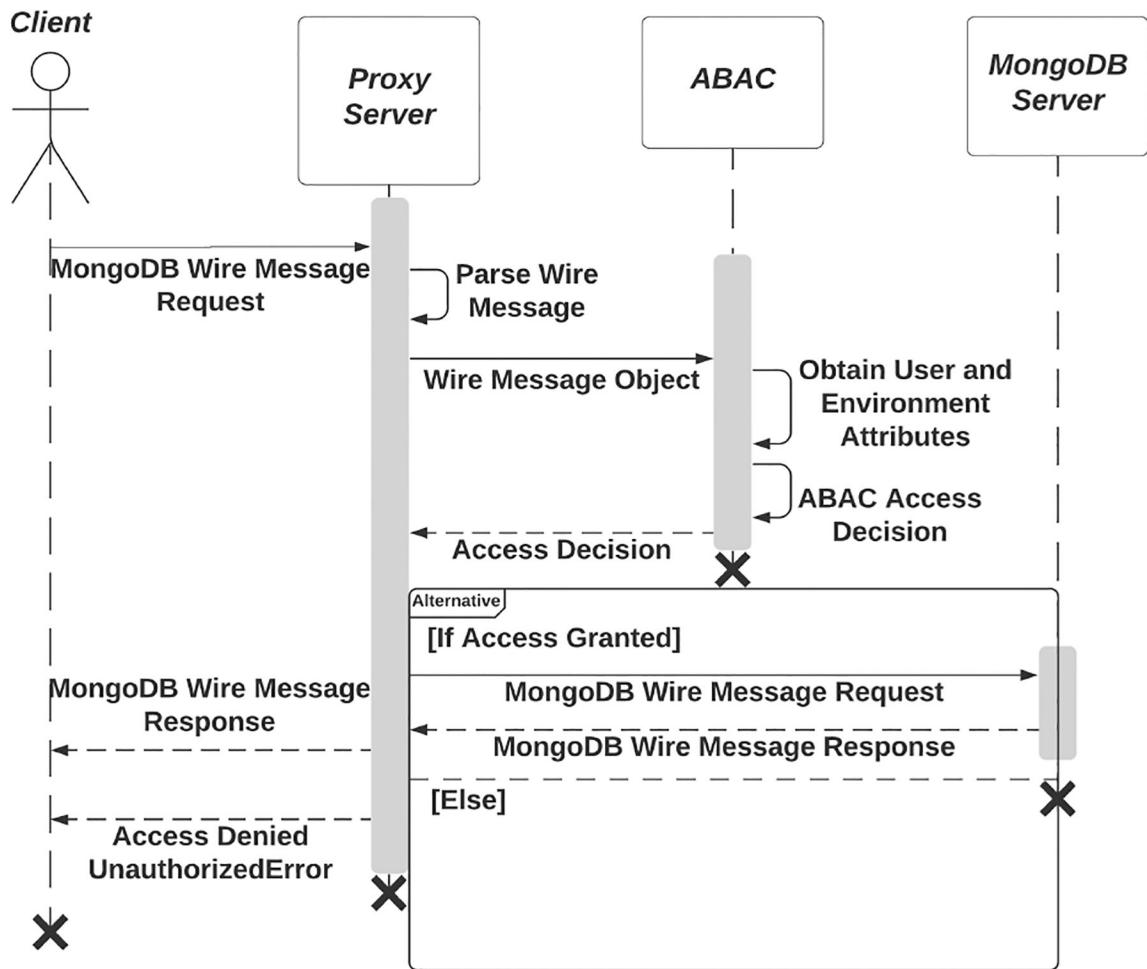 Client
Proxy
Server
ABAC
MongoDB
Server
MongoDB Wire Message
Request
Parse Wire
Message
Wire Message Object
Obtain User and
Environment
Attributes
ABAC Access
Decision
Access Decision
Alternative
[If Access Granted]
MongoDB Wire Message Request
MongoDB Wire Message
Response
MongoDB Wire Message Response
[Else]
Access Denied
UnauthorizedError